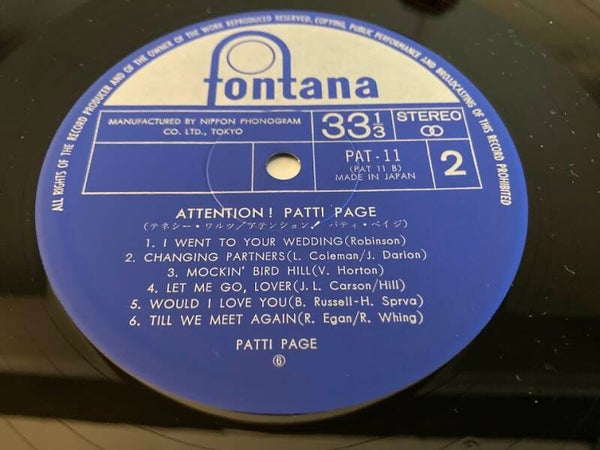 ALL RIGHTS OF THE RECORD PRODUCER AND OF THE OWNER OF THE WORK REPRODUCED RESERVED, COPYING, PUBLIC PERFORMANCE AND BROADCASTING OF THIS RECORD PROHIBITED
fontana
MANUFACTURED BY NIPPON PHONOGRAM
CO. LTD., TOKYO
33 1/3
STEREO
PAT-11
(PAT 11 B)
MADE IN JAPAN
2
ATTENTION! PATTI PAGE
(テネシー・ワルツ/アテンション! パティ・ペイジ)
1. I WENT TO YOUR WEDDING(Robinson)
2. CHANGING PARTNERS(L. Coleman/J. Darion)
3. MOCKIN' BIRD HILL(V. Horton)
4. LET ME GO, LOVER(J. L. Carson/Hill)
5. WOULD I LOVE YOU(B. Russell-H. Sprva)
6. TILL WE MEET AGAIN(R. Egan/R. Whing)
PATTI PAGE
⑥